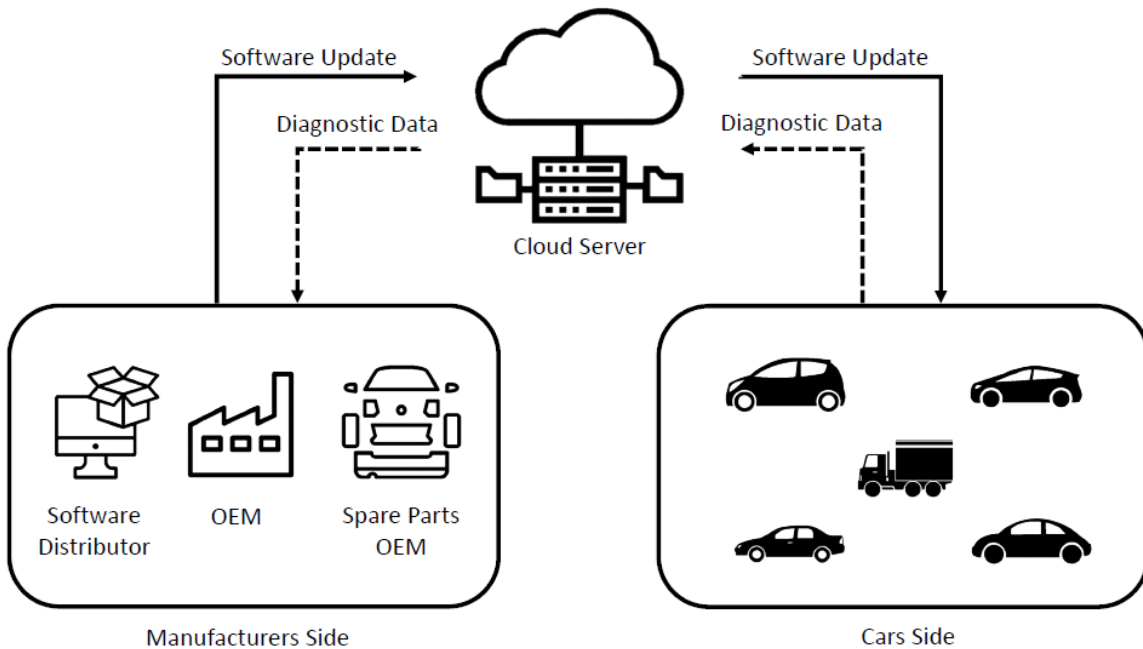 Software Update
Software Update
Diagnostic Data
Diagnostic Data
Cloud Server
Software
Distributor
OEM
Spare Parts
OEM
Manufacturers Side
Cars Side